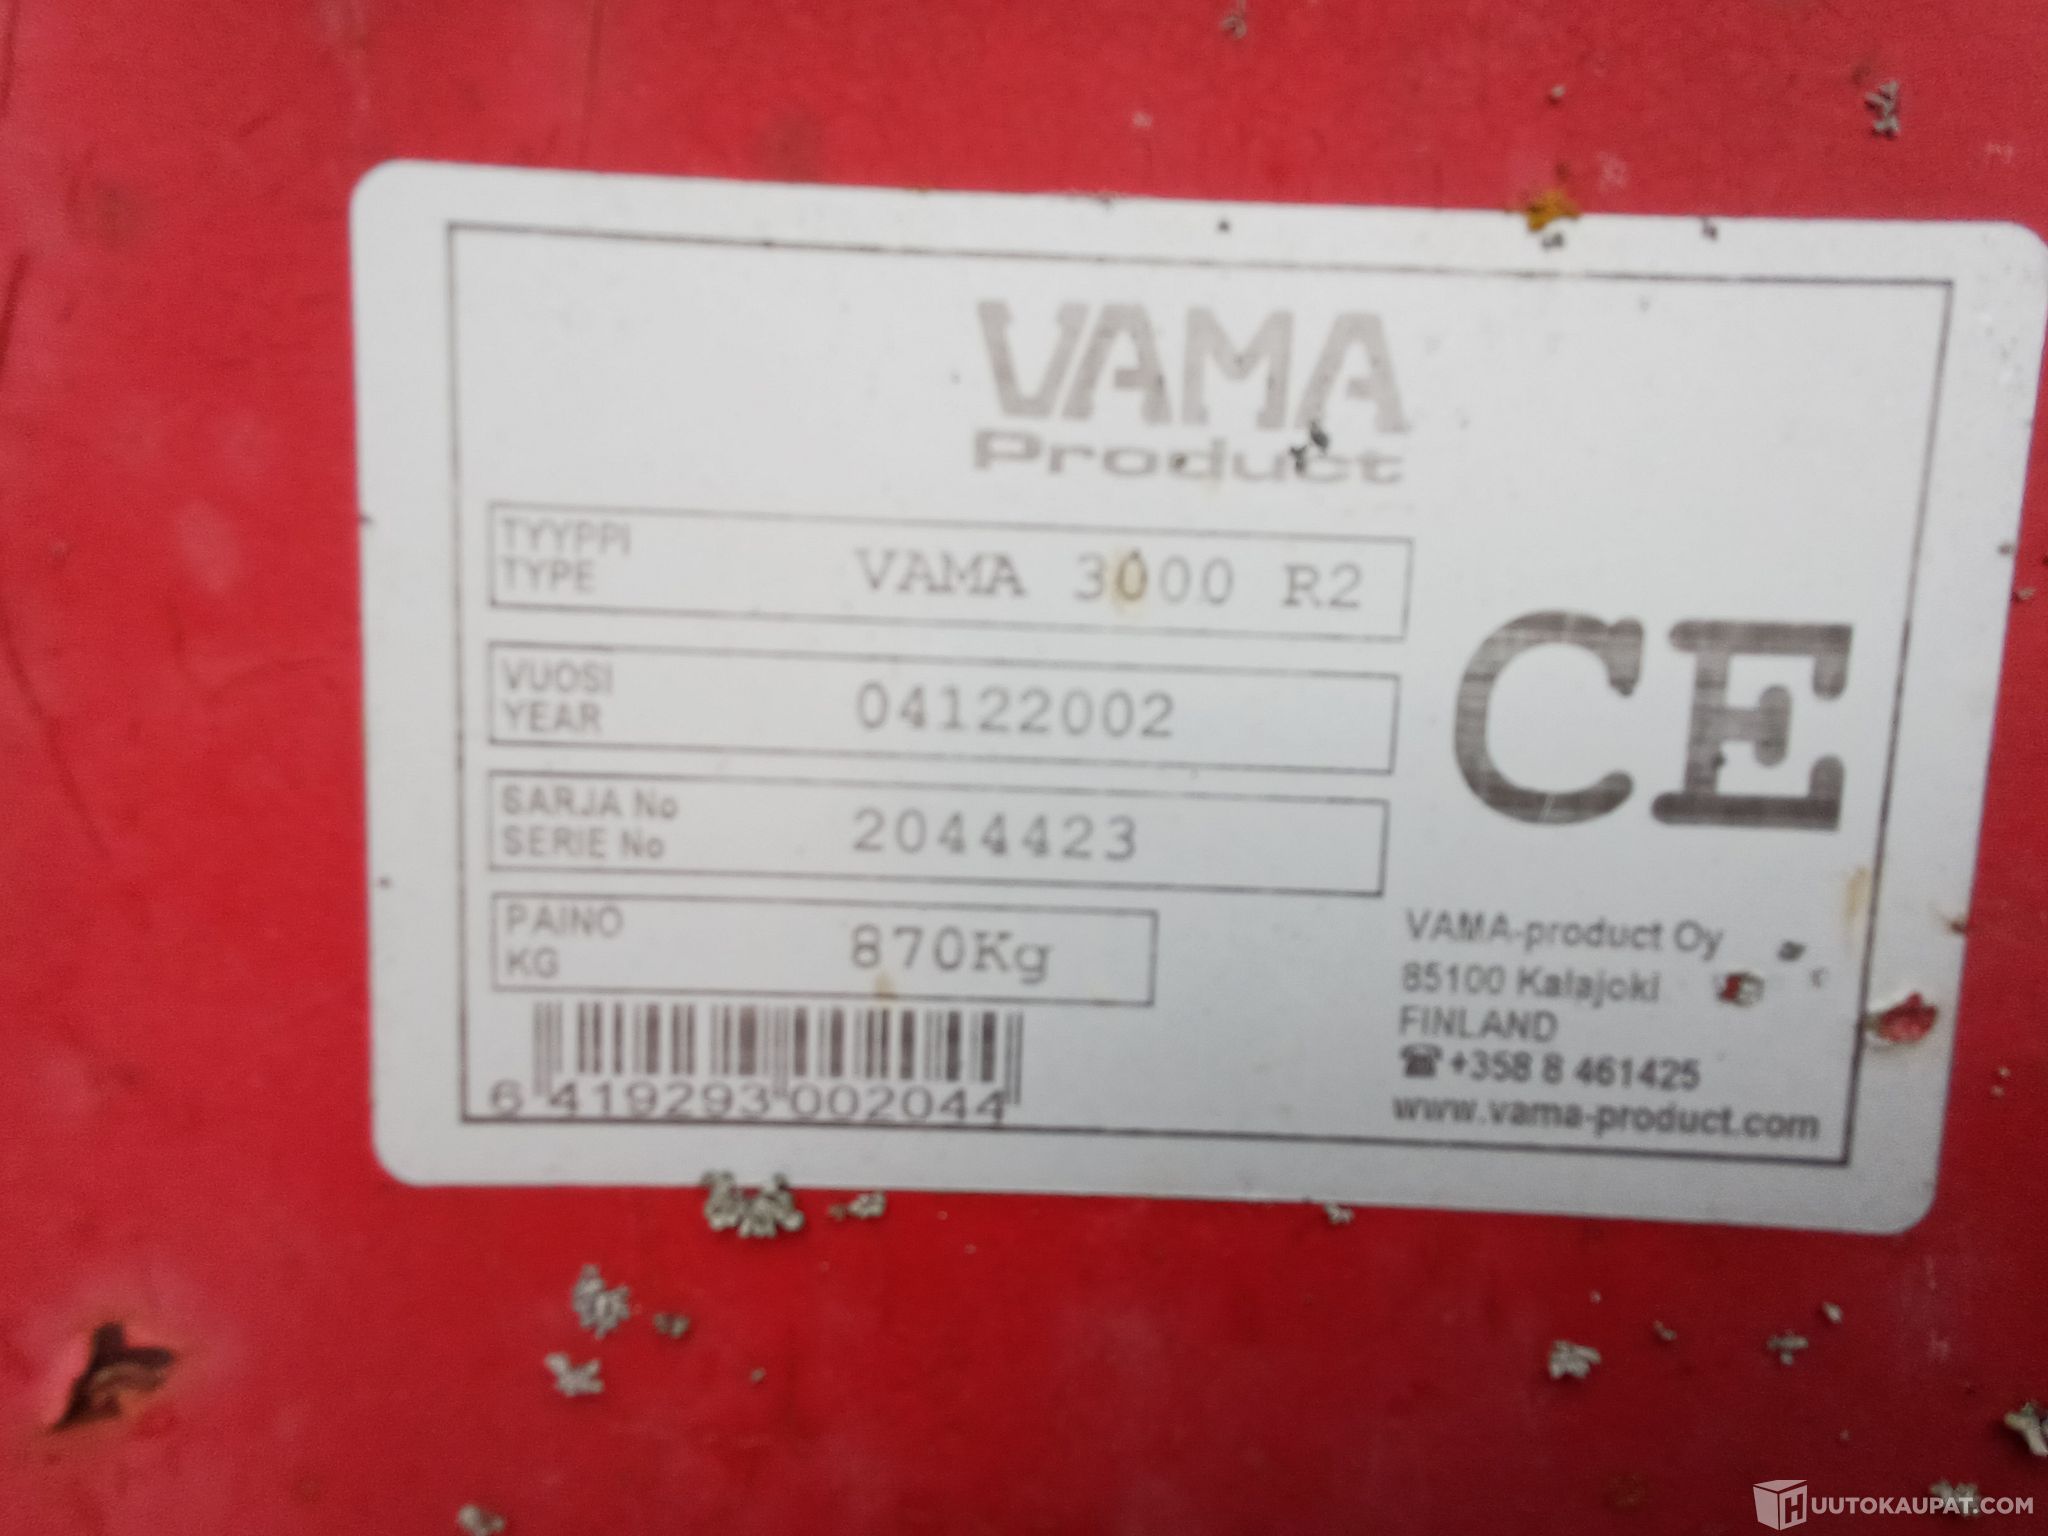 VAMA
Product
TYYPPI
TYPE
VAMA 3000 R2
VUOSI
YEAR
04122002
SARJA No
SERIE No
2044423
PAINO
KG
870Kg
CE
6 419293 002044
VAMA-product Oy
85100 Kalajoki
FINLAND
☎ +358 8 461425
www.vama-product.com
HUUTOKAUPAT.COM